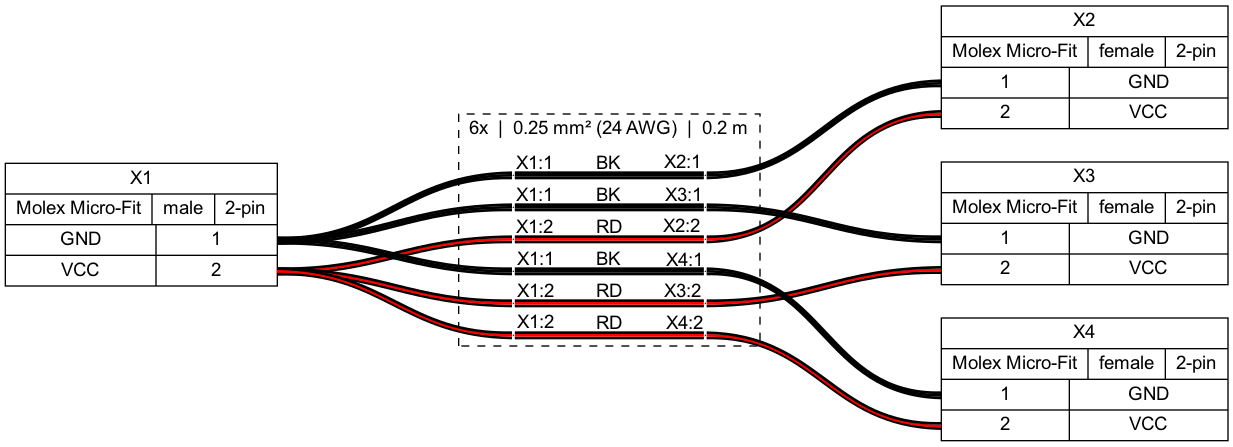 X1
Molex Micro-Fit male 2-pin
GND 1
VCC 2
6x | 0.25 mm² (24 AWG) | 0.2 m
X1:1 BK X2:1
X1:1 BK X3:1
X1:2 RD X2:2
X1:1 BK X4:1
X1:2 RD X3:2
X1:2 RD X4:2
X2
Molex Micro-Fit female 2-pin
1 GND
2 VCC
X3
Molex Micro-Fit female 2-pin
1 GND
2 VCC
X4
Molex Micro-Fit female 2-pin
1 GND
2 VCC